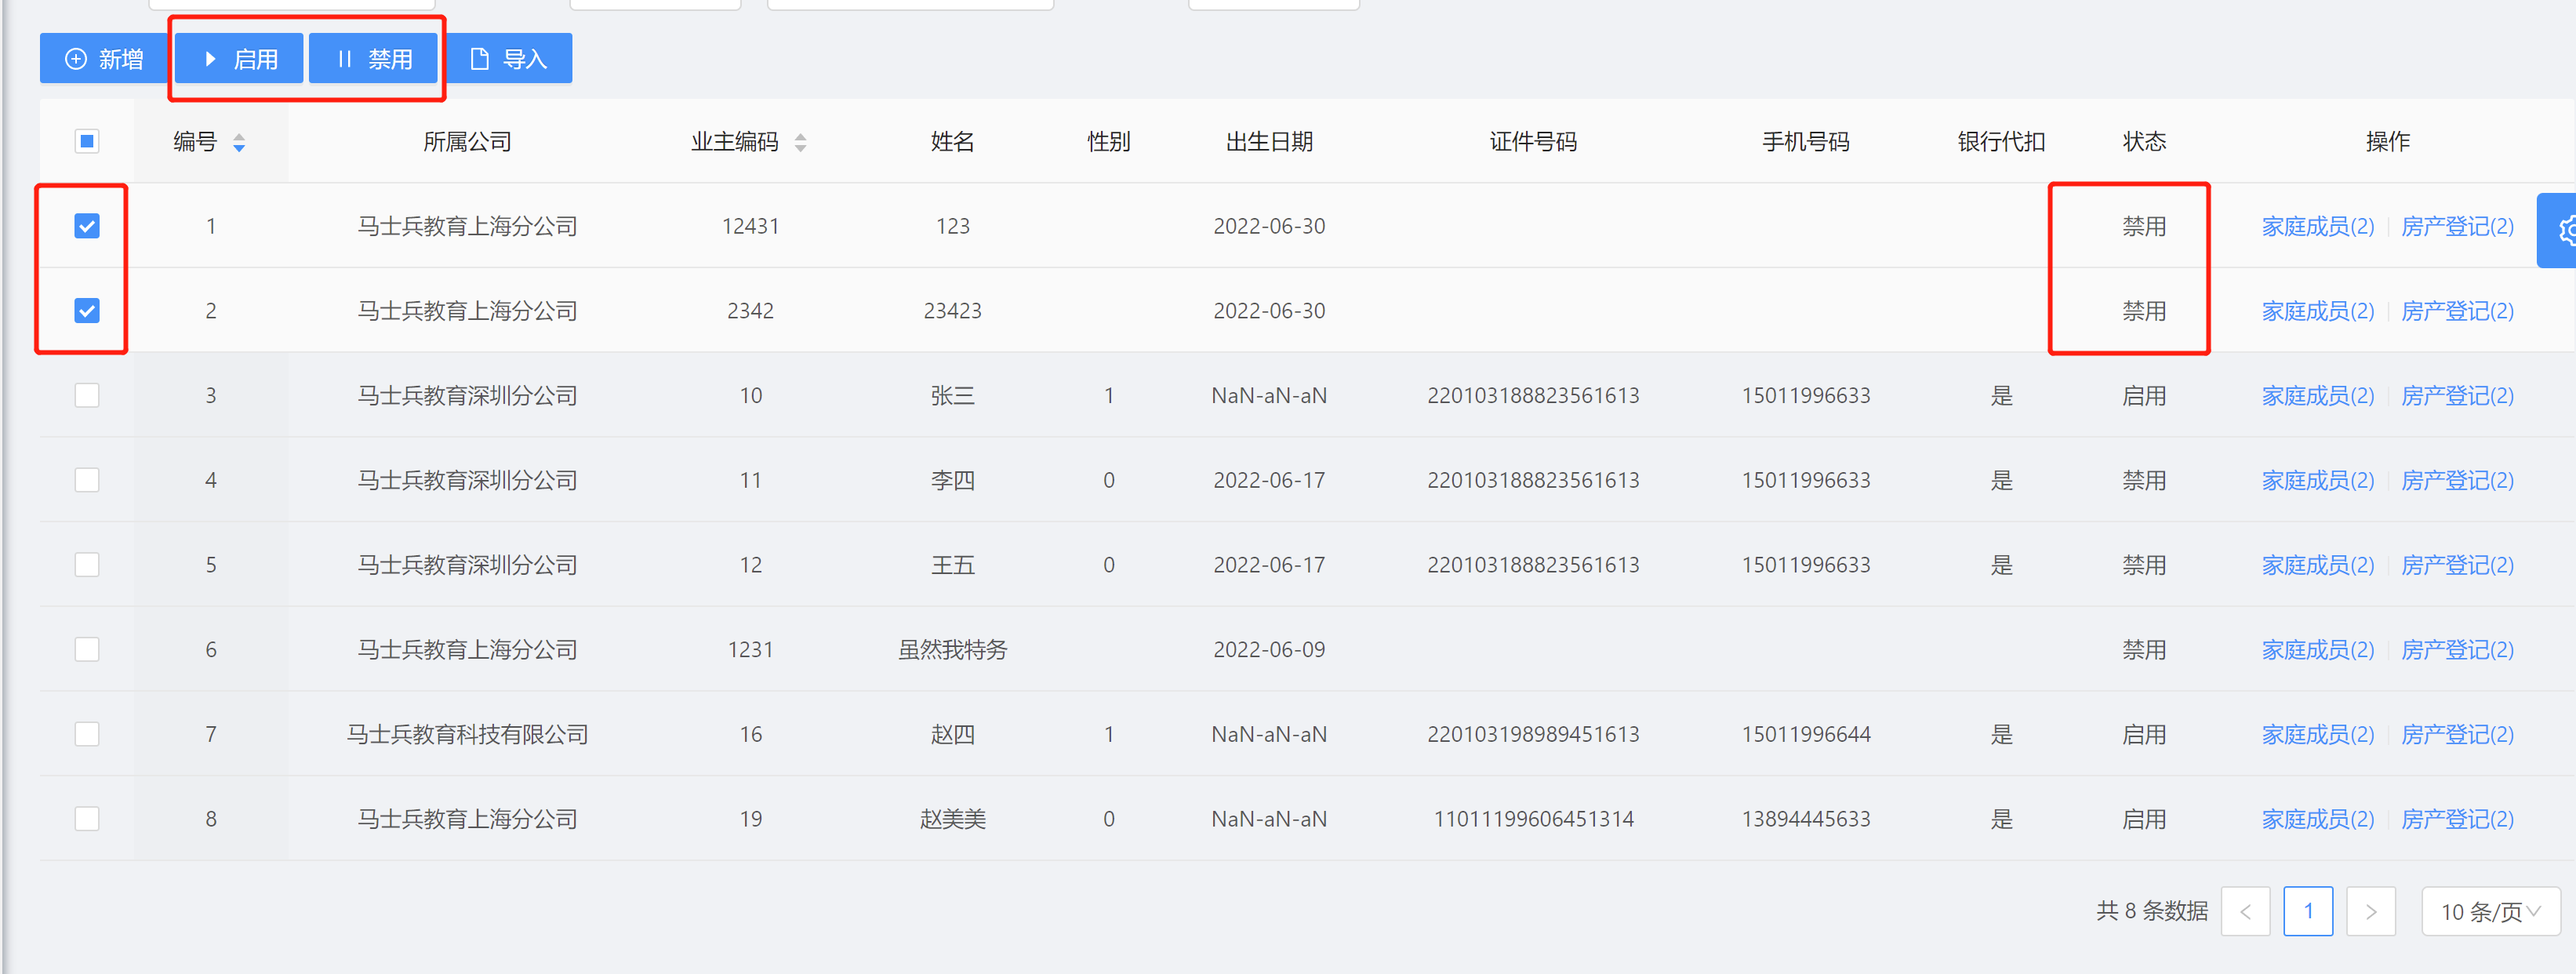 新增 启用 禁用 导入
编号 所属公司 业主编码 姓名 性别 出生日期 证件号码 手机号码 银行代扣 状态 操作
1 马士兵教育上海分公司 12431 123 2022-06-30 禁用 家庭成员(2) 房产登记(2)
2 马士兵教育上海分公司 2342 23423 2022-06-30 禁用 家庭成员(2) 房产登记(2)
3 马士兵教育深圳分公司 10 张三 1 NaN-aN-aN 220103188823561613 15011996633 是 启用 家庭成员(2) 房产登记(2)
4 马士兵教育深圳分公司 11 李四 0 2022-06-17 220103188823561613 15011996633 是 禁用 家庭成员(2) 房产登记(2)
5 马士兵教育深圳分公司 12 王五 0 2022-06-17 220103188823561613 15011996633 是 禁用 家庭成员(2) 房产登记(2)
6 马士兵教育上海分公司 1231 虽然我特务 2022-06-09 禁用 家庭成员(2) 房产登记(2)
7 马士兵教育科技有限公司 16 赵四 1 NaN-aN-aN 220103198989451613 15011996644 是 启用 家庭成员(2) 房产登记(2)
8 马士兵教育上海分公司 19 赵美美 0 NaN-aN-aN 11011199606451314 13894445633 是 启用 家庭成员(2) 房产登记(2)
共 8 条数据 < 1 > 10 条/页